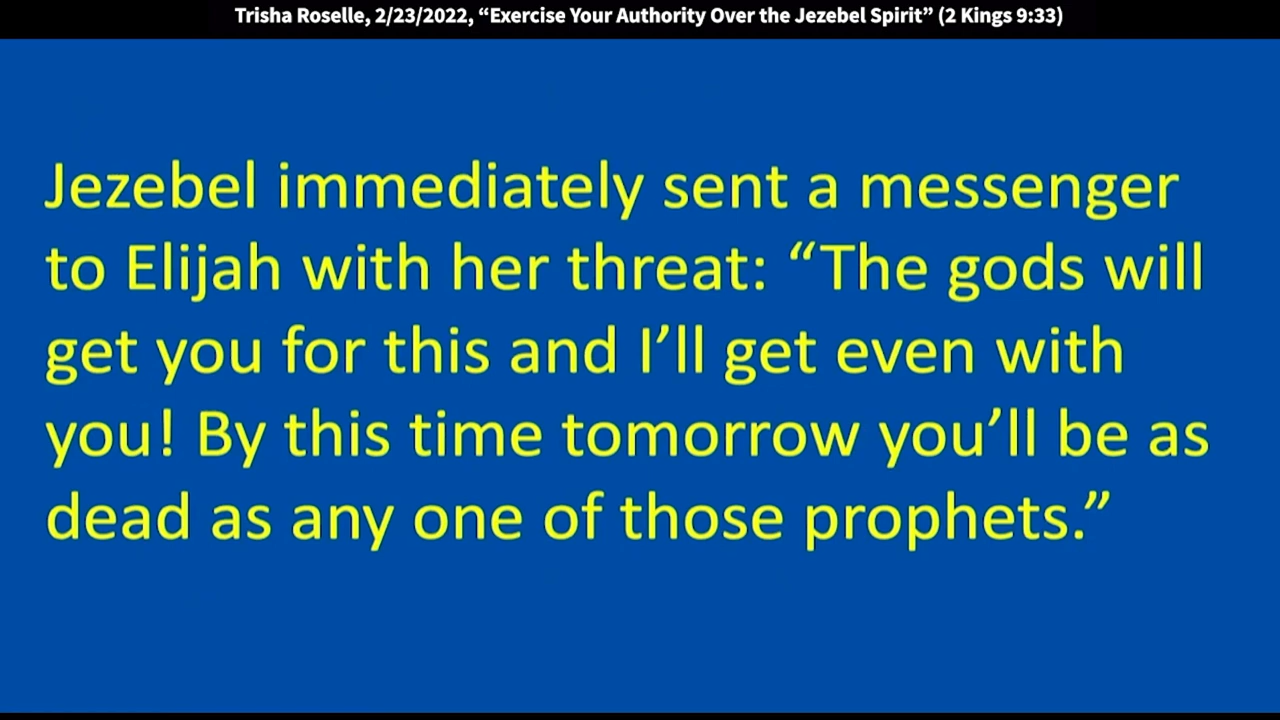 Trisha Roselle, 2/23/2022, “Exercise Your Authority Over the Jezebel Spirit” (2 Kings 9:33)
Jezebel immediately sent a messenger
to Elijah with her threat: “The gods will
get you for this and I’ll get even with
you! By this time tomorrow you’ll be as
dead as any one of those prophets.”